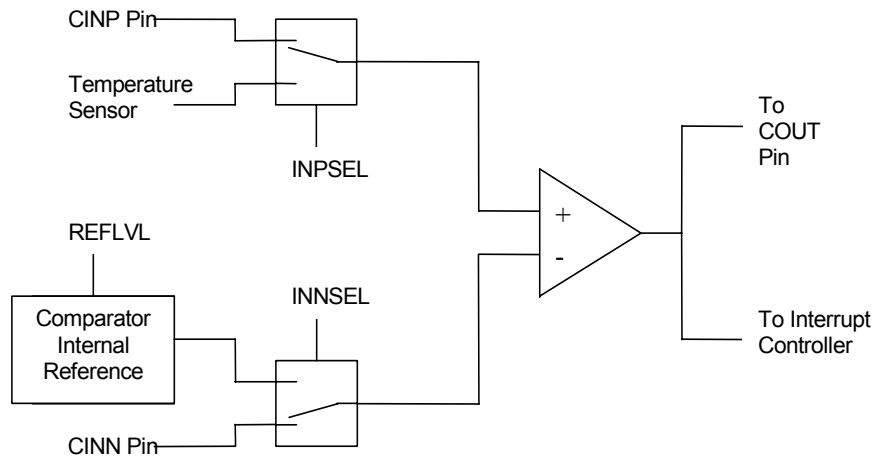 CINP Pin
Temperature
Sensor
INPSEL
To
COUT
Pin
+
-
REFLVL
INNSEL
Comparator
Internal
Reference
To Interrupt
Controller
CINN Pin